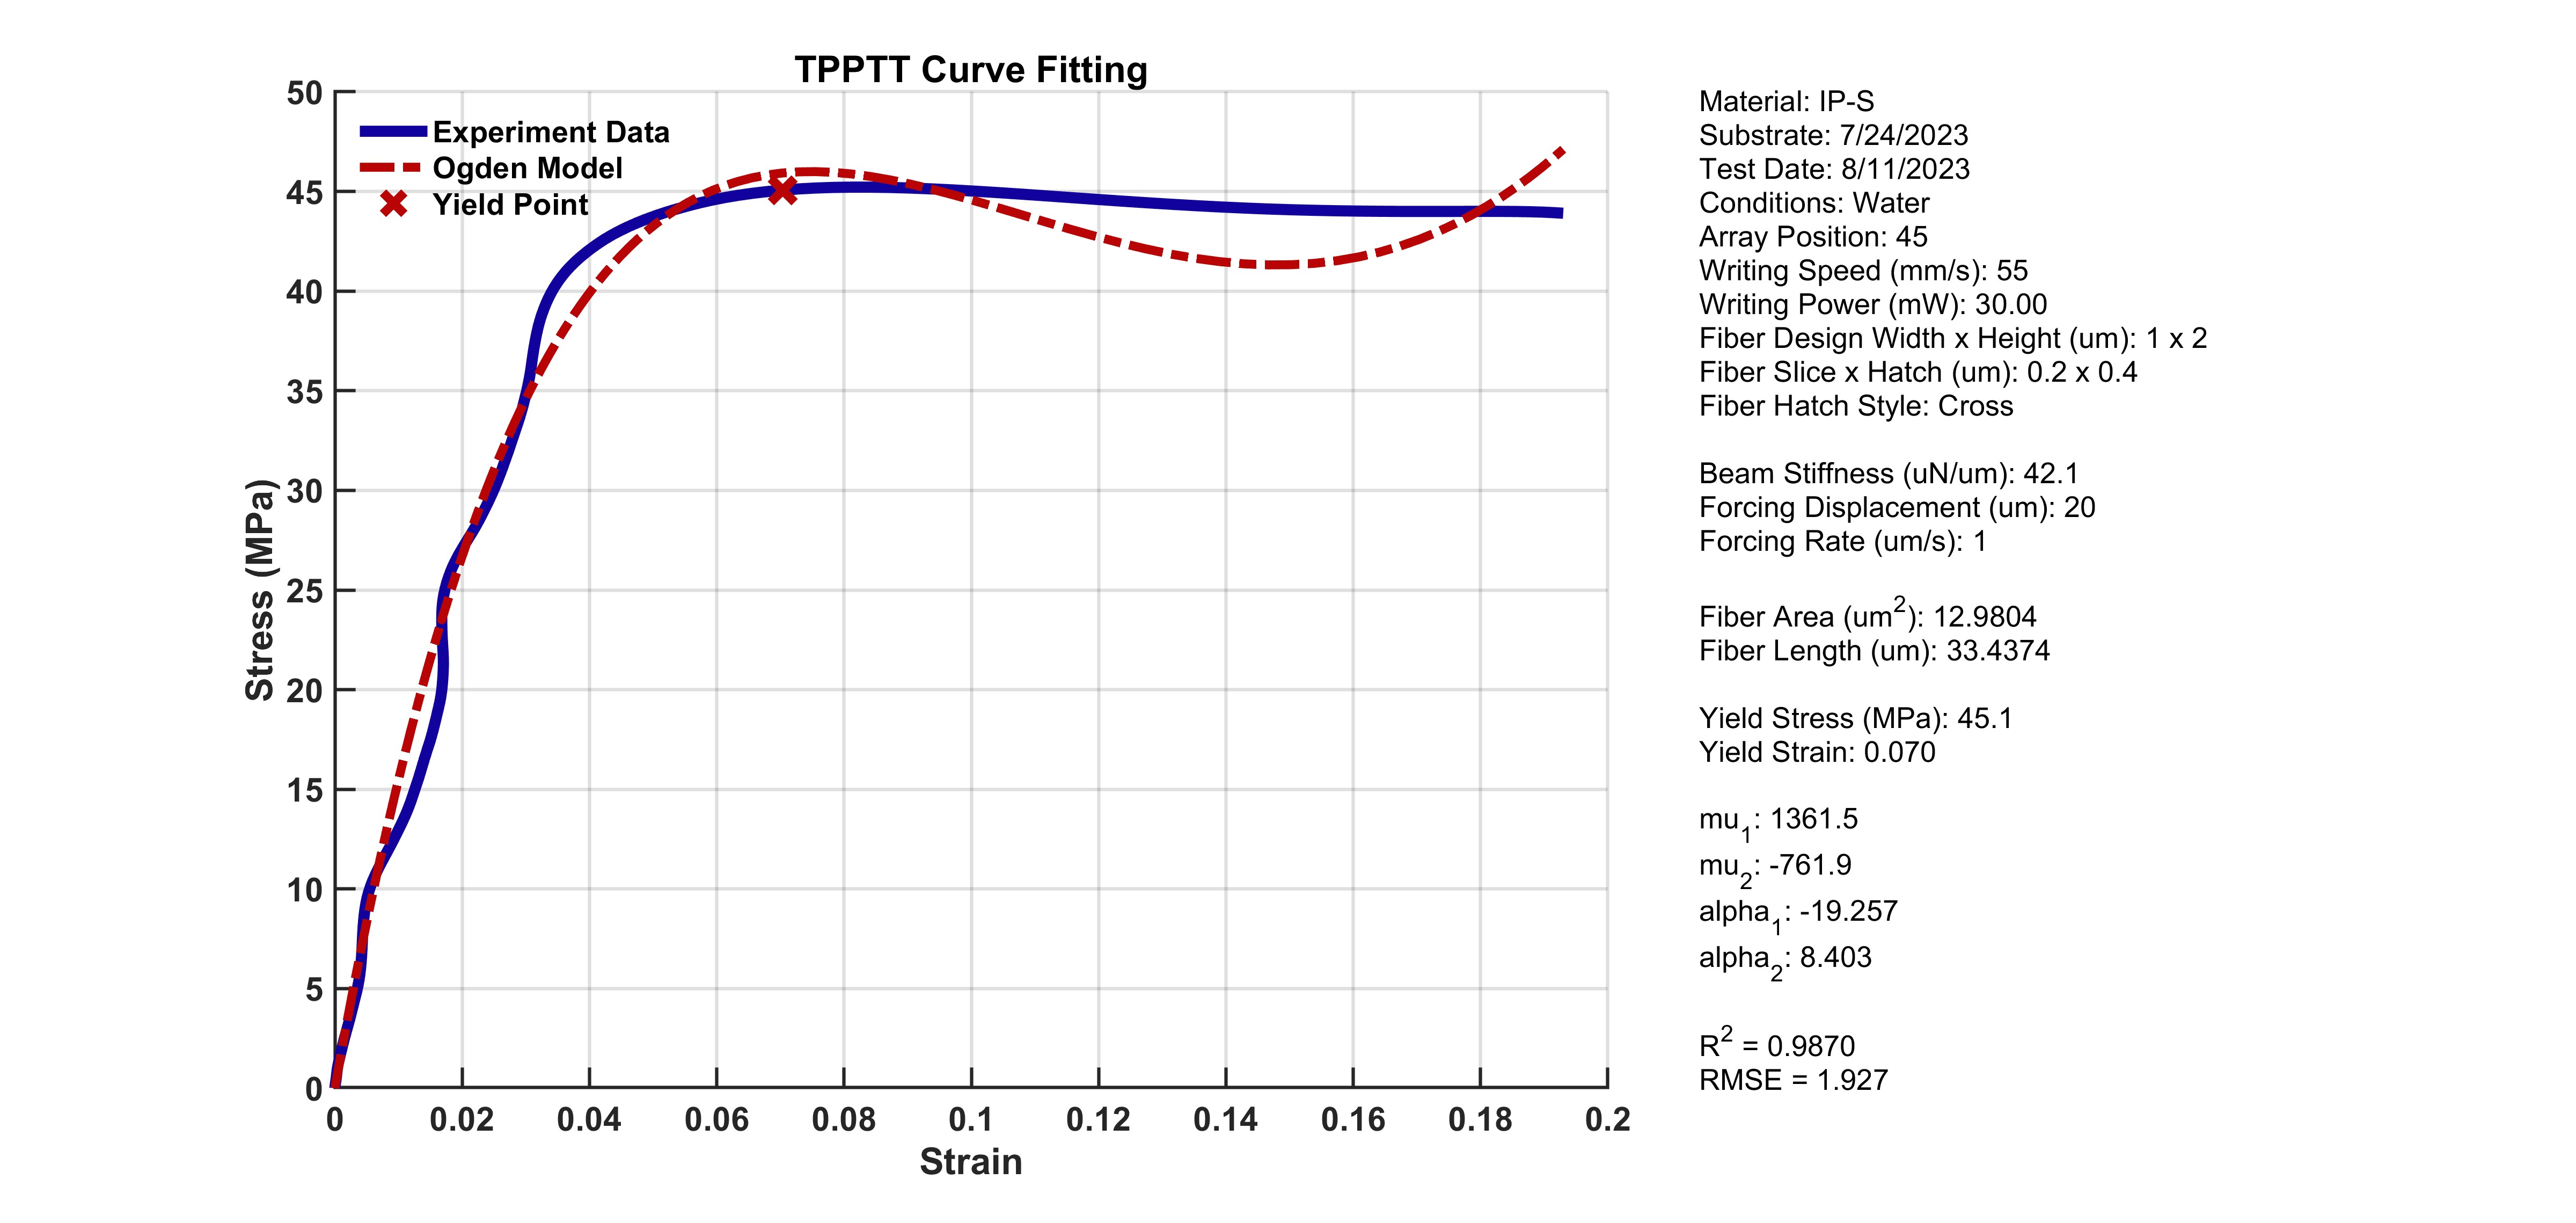 TPPTT Curve Fitting
50
45
40
35
30
25
20
15
10
5
0
Stress (MPa)
Experiment Data
Ogden Model
Yield Point
0 0.02 0.04 0.06 0.08 0.1 0.12 0.14 0.16 0.18 0.2
Strain
Material: IP-S
Substrate: 7/24/2023
Test Date: 8/11/2023
Conditions: Water
Array Position: 45
Writing Speed (mm/s): 55
Writing Power (mW): 30.00
Fiber Design Width x Height (um): 1 x 2
Fiber Slice x Hatch (um): 0.2 x 0.4
Fiber Hatch Style: Cross
Beam Stiffness (uN/um): 42.1
Forcing Displacement (um): 20
Forcing Rate (um/s): 1
Fiber Area (um²): 12.9804
Fiber Length (um): 33.4374
Yield Stress (MPa): 45.1
Yield Strain: 0.070
mu₁: 1361.5
mu₂: -761.9
alpha₁: -19.257
alpha₂: 8.403
R² = 0.9870
RMSE = 1.927